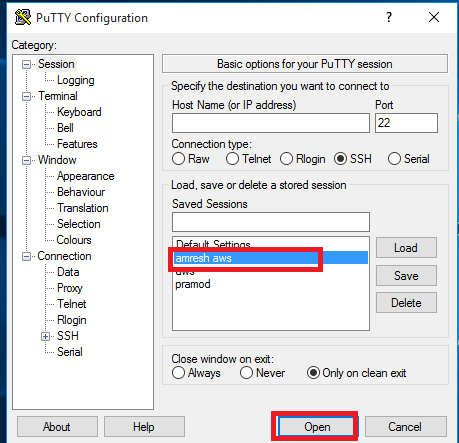 PuTTY Configuration
Category:
Session
Logging
Terminal
Keyboard
Bell
Features
Window
Appearance
Behaviour
Translation
Selection
Colours
Connection
Data
Proxy
Telnet
Rlogin
SSH
Serial
Basic options for your PuTTY session
Specify the destination you want to connect to
Host Name (or IP address) Port
22
Connection type:
Raw Telnet Rlogin SSH Serial
Load, save or delete a stored session
Saved Sessions
Default Settings
amresh aws
aws
pramod
Load
Save
Delete
Close window on exit:
Always Never Only on clean exit
About Help Open Cancel